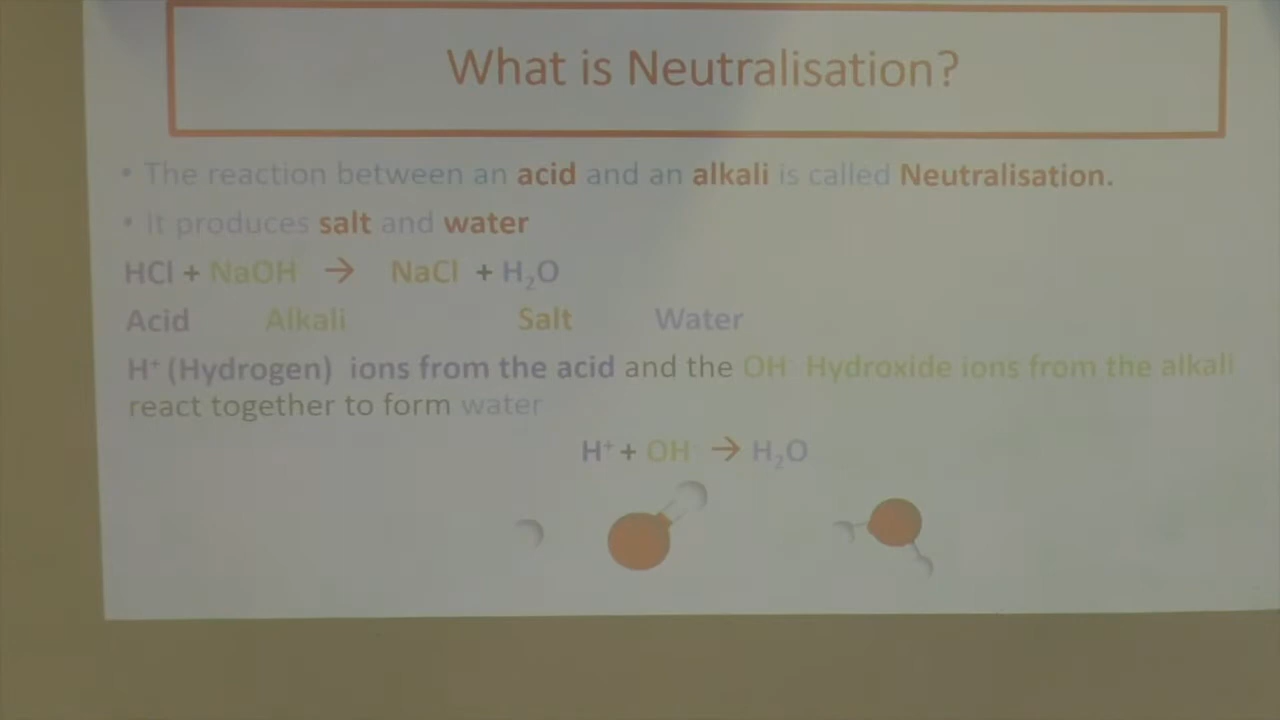 What is Neutralisation?
• The reaction between an acid and an alkali is called Neutralisation.
• It produces salt and water
HCl + NaOH → NaCl + H₂O
Acid Alkali Salt Water
H⁺ (Hydrogen) ions from the acid and the OH Hydroxide ions from the alkali
react together to form water
H⁺ + OH → H₂O